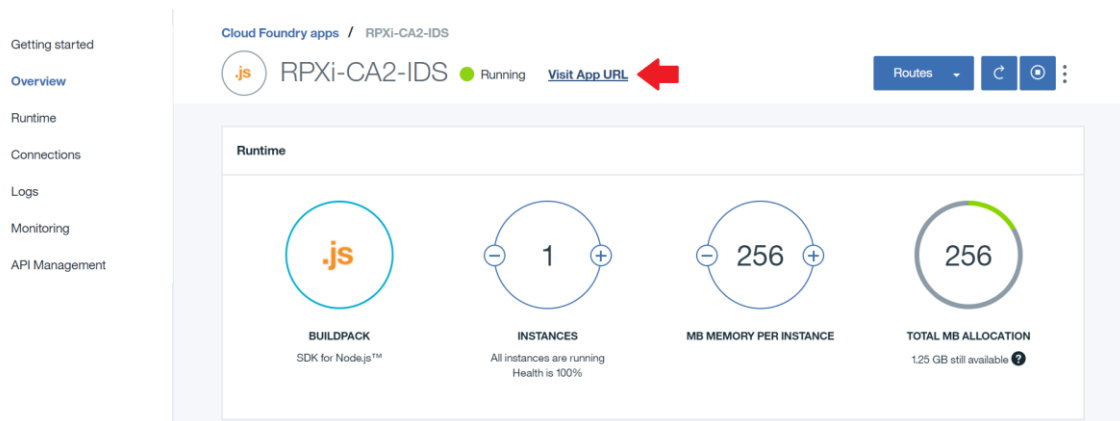 Getting started
Overview
Runtime
Connections
Logs
Monitoring
API Management
Cloud Foundry apps / RPXi-CA2-IDS
.js RPXi-CA2-IDS Running Visit App URL
Routes
Runtime
.js
1
256
256
BUILDPACK
SDK for Node.js™
INSTANCES
All instances are running
Health is 100%
MB MEMORY PER INSTANCE
TOTAL MB ALLOCATION
1.25 GB still available ?